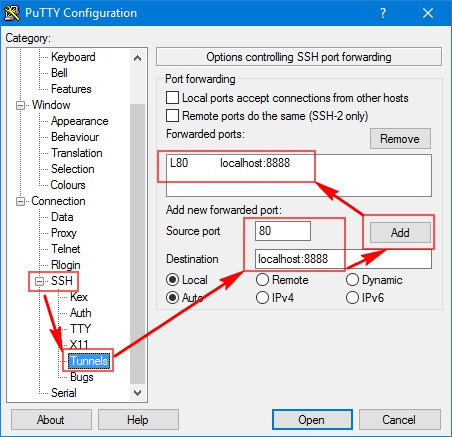 PuTTY Configuration
?
Category:
Keyboard
Bell
Features
Window
Appearance
Behaviour
Translation
Selection
Colours
Connection
Data
Proxy
Telnet
Rlogin
SSH
Kex
Auth
TTY
X11
Tunnels
Bugs
Serial
Options controlling SSH port forwarding
Port forwarding
Local ports accept connections from other hosts
Remote ports do the same (SSH-2 only)
Forwarded ports:
Remove
L80 localhost:8888
Add new forwarded port:
Source port 80 Add
Destination localhost:8888
Local Remote Dynamic
Auto IPv4 IPv6
About Help Open Cancel